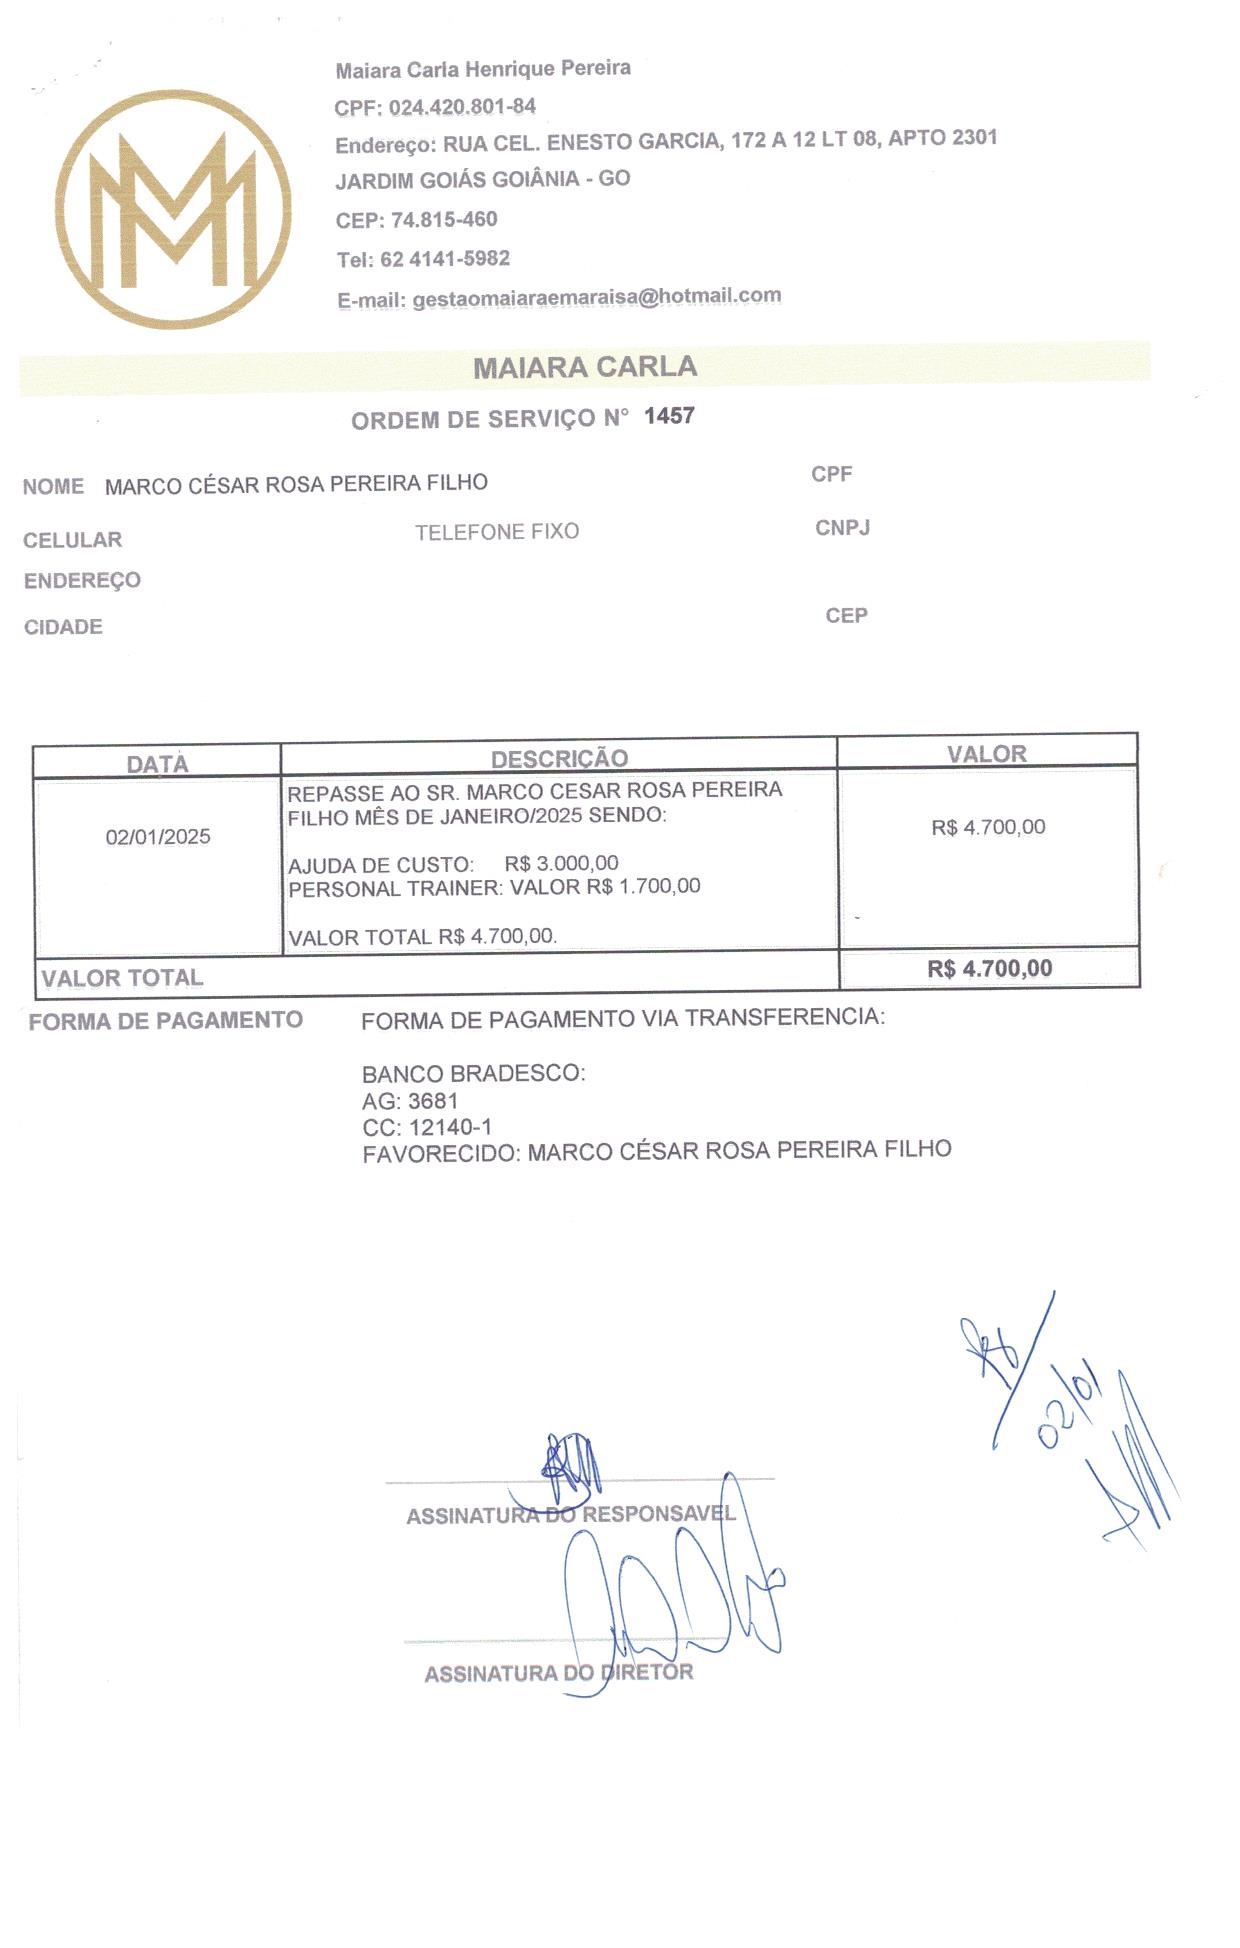 Maiara Carla Henrique Pereira
CPF: 024.420.801-84
Endereço: RUA CEL. ENESTO GARCIA, 172 A 12 LT 08, APTO 2301
JARDIM GOIÁS GOIÂNIA - GO
CEP: 74.815-460
Tel: 62 4141-5982
E-mail: gestaomaiaraemaraisa@hotmail.com
MAIARA CARLA
ORDEM DE SERVIÇO N° 1457
NOME MARCO CÉSAR ROSA PEREIRA FILHO CPF
CELULAR TELEFONE FIXO CNPJ
ENDEREÇO
CIDADE CEP
DATA DESCRIÇÃO VALOR
REPASSE AO SR. MARCO CESAR ROSA PEREIRA
FILHO MÊS DE JANEIRO/2025 SENDO:
02/01/2025 R$ 4.700,00
AJUDA DE CUSTO: R$ 3.000,00
PERSONAL TRAINER: VALOR R$ 1.700,00
VALOR TOTAL R$ 4.700,00.
VALOR TOTAL R$ 4.700,00
FORMA DE PAGAMENTO FORMA DE PAGAMENTO VIA TRANSFERENCIA:
BANCO BRADESCO:
AG: 3681
CC: 12140-1
FAVORECIDO: MARCO CÉSAR ROSA PEREIRA FILHO
02/01
ASSINATURA DO RESPONSAVEL
ASSINATURA DO DIRETOR